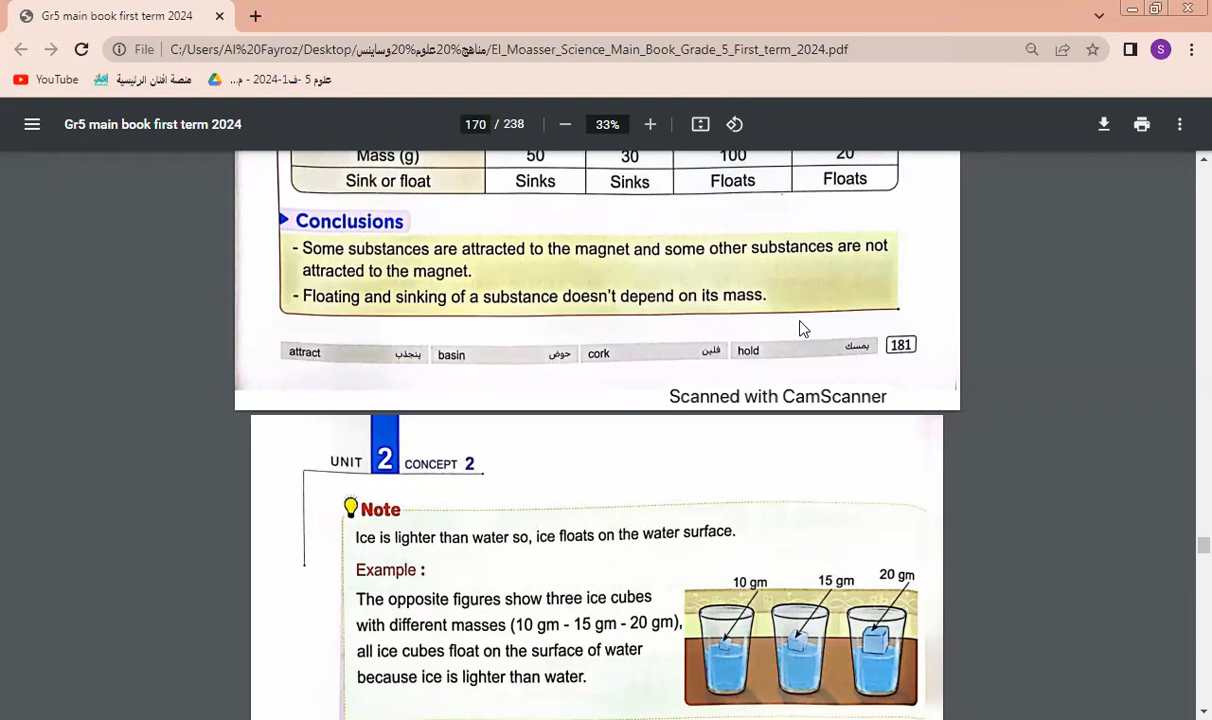 Gr5 main book first term 2024
File
C:/Users/Al%20Fayroz/Desktop/مناهج%20علوم%20وساينس/El_Moasser_Science_Main_Book_Grade_5_First_term_2024.pdf
S
YouTube
منصة افنان الرئيسية
علوم 5 -ف1-2024 - م...
Gr5 main book first term 2024
170 / 238
33%
Mass (g) 50 30 100 20
Sink or float Sinks Sinks Floats Floats
Conclusions
- Some substances are attracted to the magnet and some other substances are not
attracted to the magnet.
- Floating and sinking of a substance doesn't depend on its mass.
attract ينجذب basin حوض cork فلين hold يمسك 181
Scanned with CamScanner
UNIT 2 CONCEPT 2
Note
Ice is lighter than water so, ice floats on the water surface.
Example :
The opposite figures show three ice cubes
with different masses (10 gm - 15 gm - 20 gm),
all ice cubes float on the surface of water
because ice is lighter than water.
10 gm 15 gm 20 gm